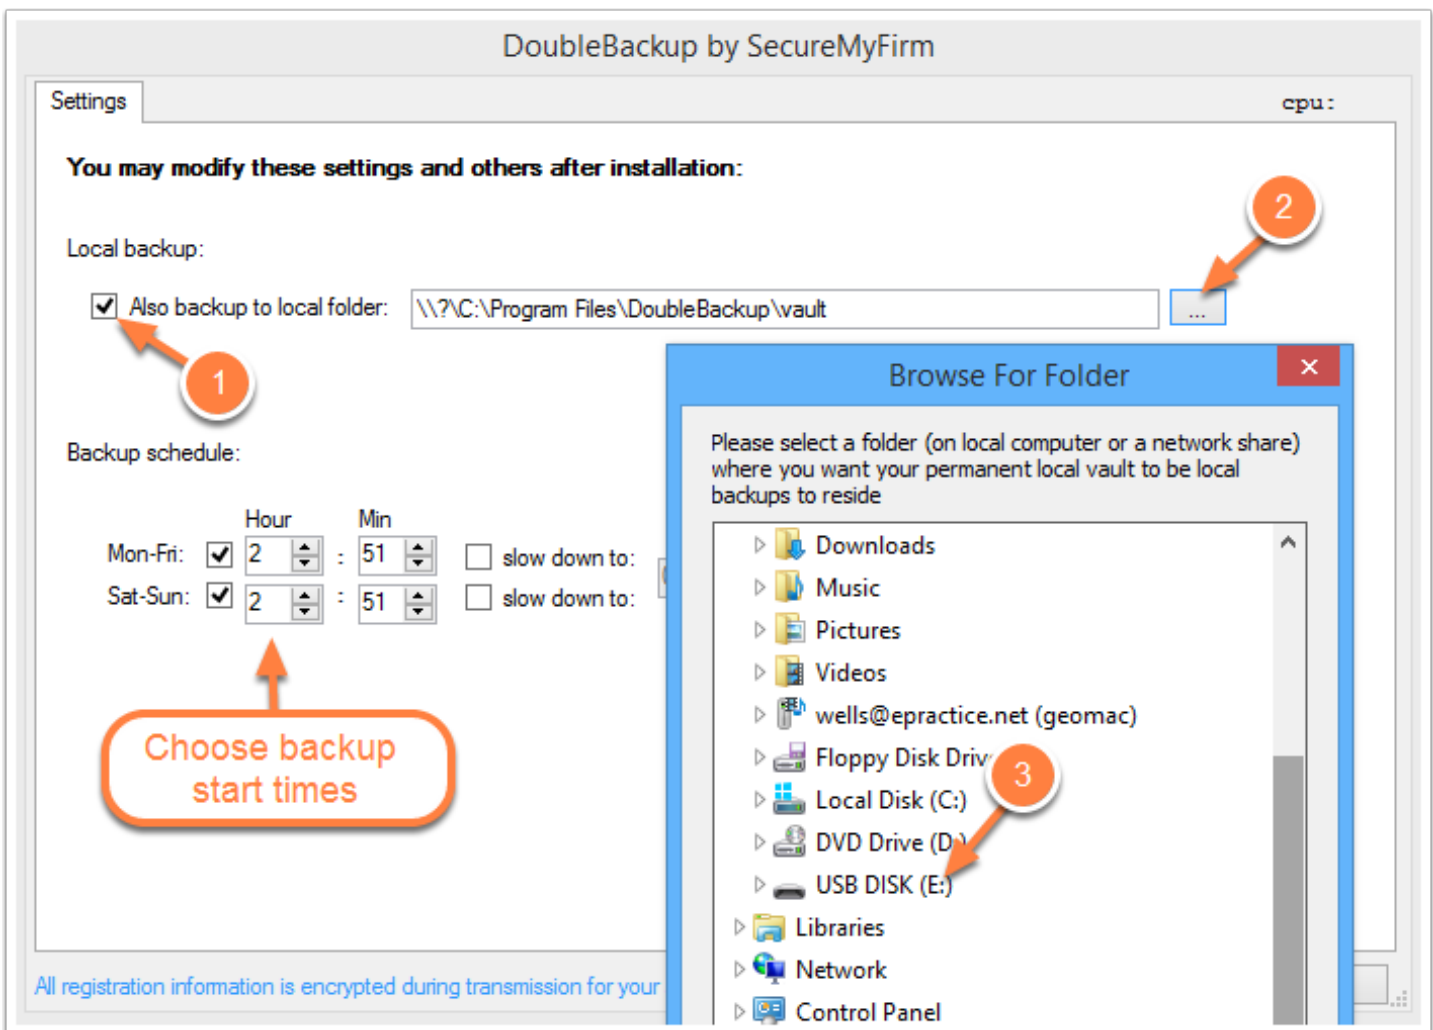 DoubleBackup by SecureMyFirm
Settings
cpu:
You may modify these settings and others after installation:
2
Local backup:
Also backup to local folder:
\\?\C:\Program Files\DoubleBackup\vault
...
1
Browse For Folder
Please select a folder (on local computer or a network share)
where you want your permanent local vault to be local
backups to reside
Backup schedule:
Hour Min
Mon-Fri: 2 : 51 slow down to:
Sat-Sun: 2 : 51 slow down to:
Choose backup
start times
Downloads
Music
Pictures
Videos
wells@epractice.net (geomac)
Floppy Disk
3
Local Disk (C:)
DVD Drive (D:)
USB DISK (E:)
Libraries
Network
Control Panel
All registration information is encrypted during transmission for your